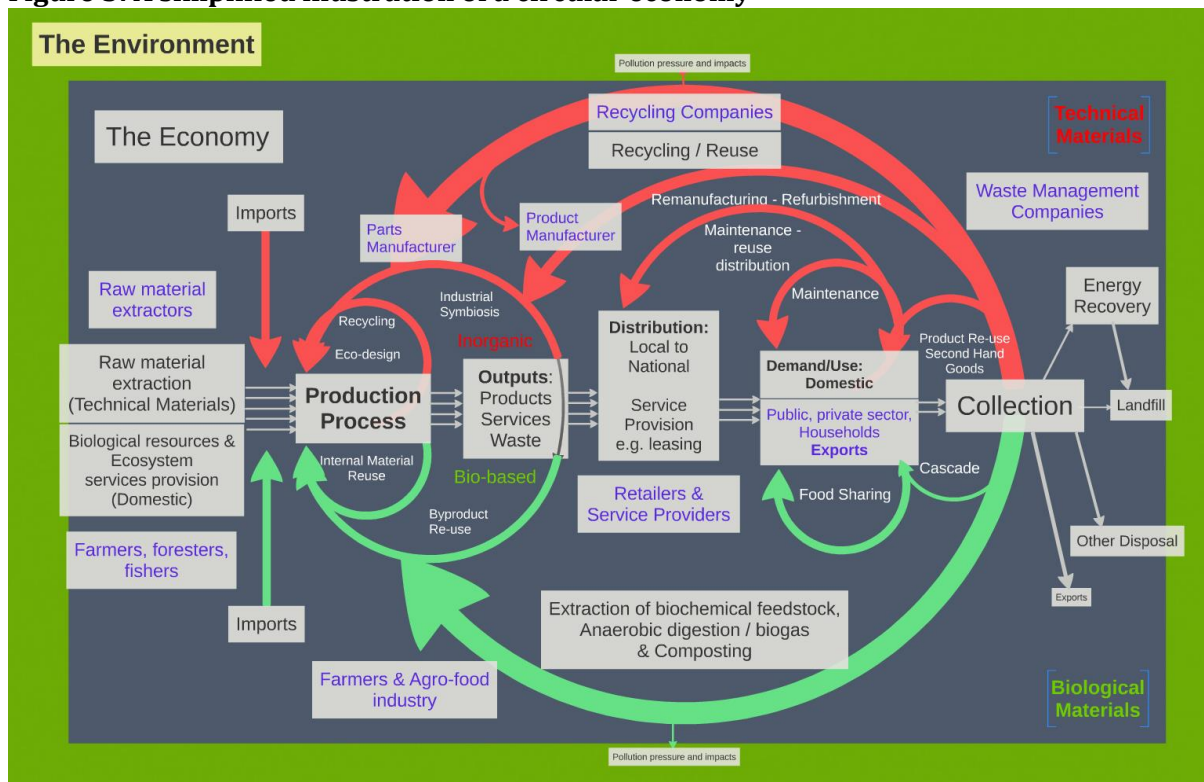 Figure 3: A simplified illustration of a circular economy
The Environment
Pollution pressure and impacts
The Economy
Recycling Companies
Recycling / Reuse
Technical
Materials
Waste Management
Companies
Imports
Parts
Manufacturer
Product
Manufacturer
Remanufacturing - Refurbishment
Maintenance -
reuse
distribution
Maintenance
Raw material
extractors
Recycling
Eco-design
Industrial
Symbiosis
Inorganic
Energy
Recovery
Raw material
extraction
(Technical Materials)
Biological resources &
Ecosystem
services provision
(Domestic)
Production
Process
Outputs:
Products
Services
Waste
Distribution:
Local to
National
Service
Provision
e.g. leasing
Demand/Use:
Domestic
Public, private sector,
Households
Exports
Product Re-use
Second Hand
Goods
Collection
Landfill
Internal Material
Reuse
Bio-based
Byproduct
Re-use
Retailers &
Service Providers
Food Sharing
Cascade
Farmers, foresters,
fishers
Other Disposal
Exports
Imports
Extraction of biochemical feedstock,
Anaerobic digestion / biogas
& Composting
Farmers & Agro-food
industry
Biological
Materials
Pollution pressure and impacts